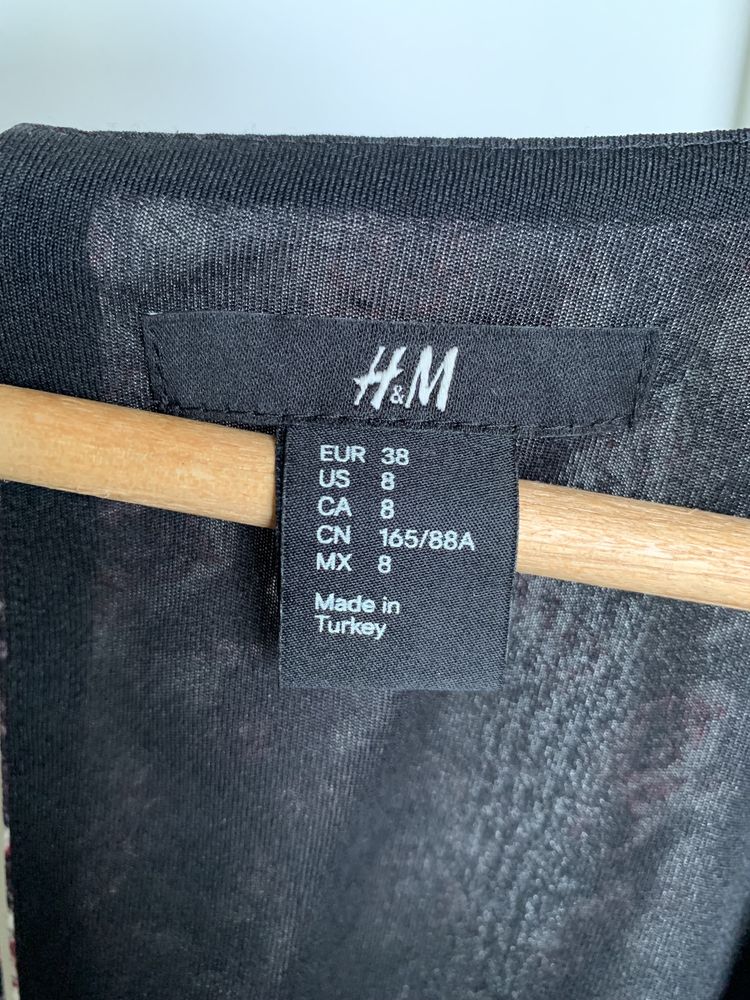 H&M
EUR 38
US 8
CA 8
CN 165/88A
MX 8
Made in
Turkey